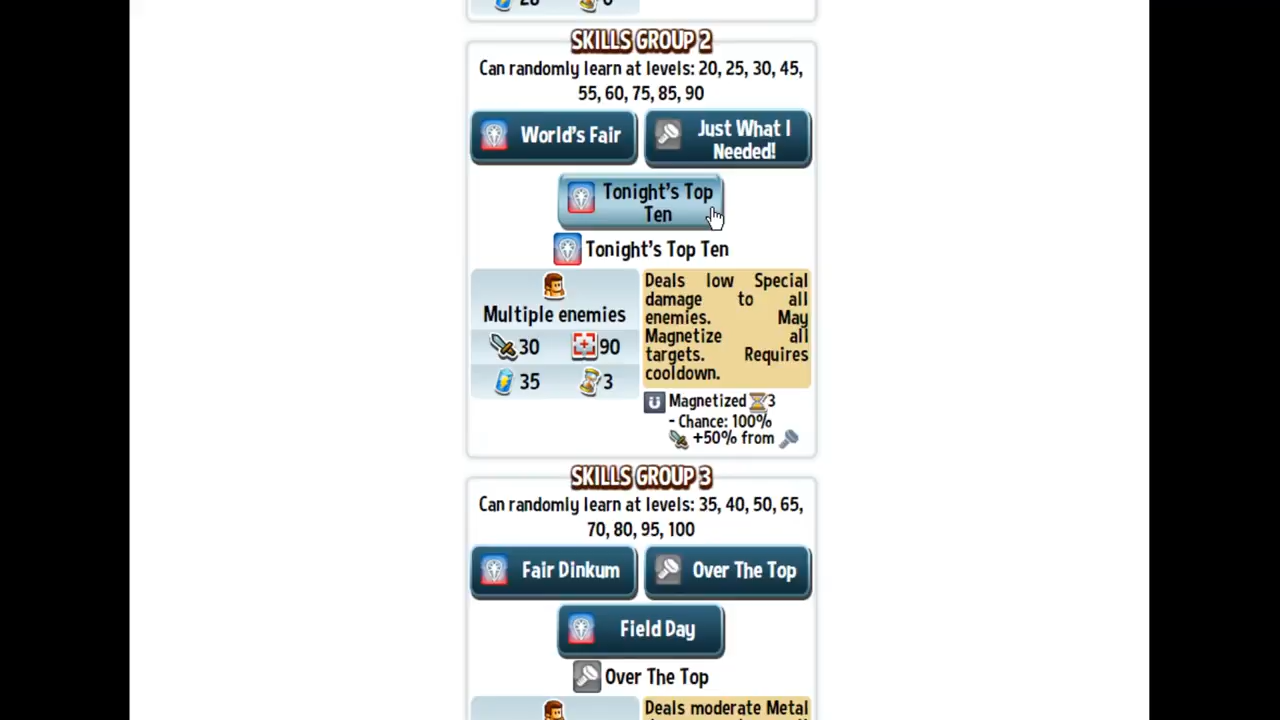 SKILLS GROUP 2
Can randomly learn at levels: 20, 25, 30, 45,
55, 60, 75, 85, 90
World's Fair
Just What I
Needed!
Tonight's Top
Ten
Tonight's Top Ten
Multiple enemies
30 90
35 3
Deals low Special
damage to all
enemies. May
Magnetize all
targets. Requires
cooldown.
Magnetized 3
- Chance: 100%
+50% from
SKILLS GROUP 3
Can randomly learn at levels: 35, 40, 50, 65,
70, 80, 95, 100
Fair Dinkum
Over The Top
Field Day
Over The Top
Deals moderate Metal